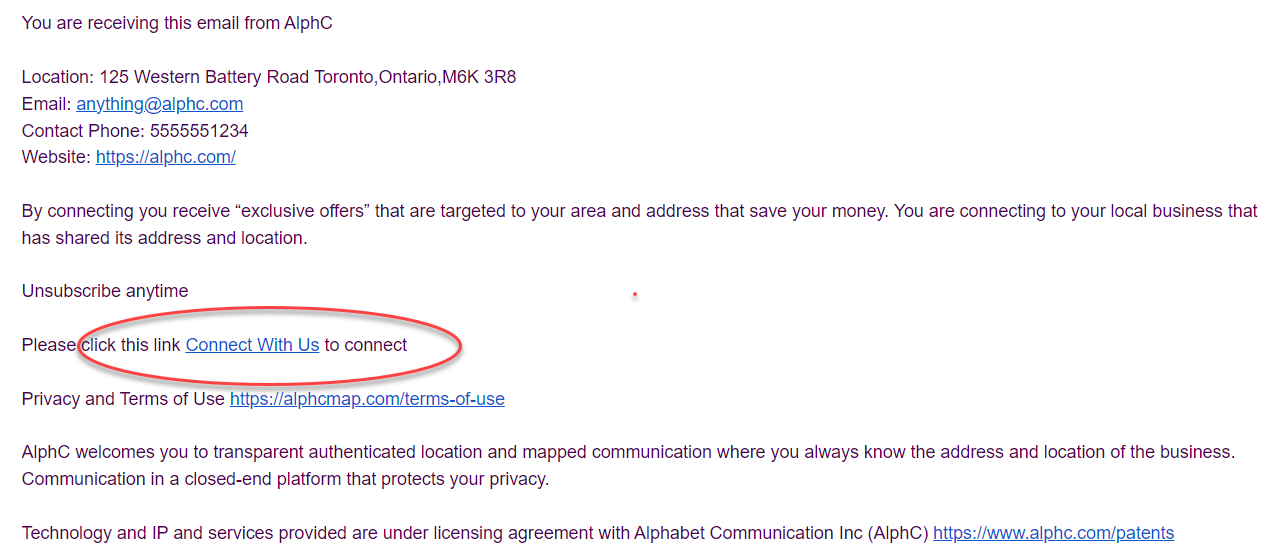 You are receiving this email from AlphC
Location: 125 Western Battery Road Toronto,Ontario,M6K 3R8
Email: anything@alphc.com
Contact Phone: 5555551234
Website: https://alphc.com/
By connecting you receive “exclusive offers” that are targeted to your area and address that save your money. You are connecting to your local business that
has shared its address and location.
Unsubscribe anytime
Please click this link Connect With Us to connect
Privacy and Terms of Use https://alphcmap.com/terms-of-use
AlphC welcomes you to transparent authenticated location and mapped communication where you always know the address and location of the business.
Communication in a closed-end platform that protects your privacy.
Technology and IP and services provided are under licensing agreement with Alphabet Communication Inc (AlphC) https://www.alphc.com/patents